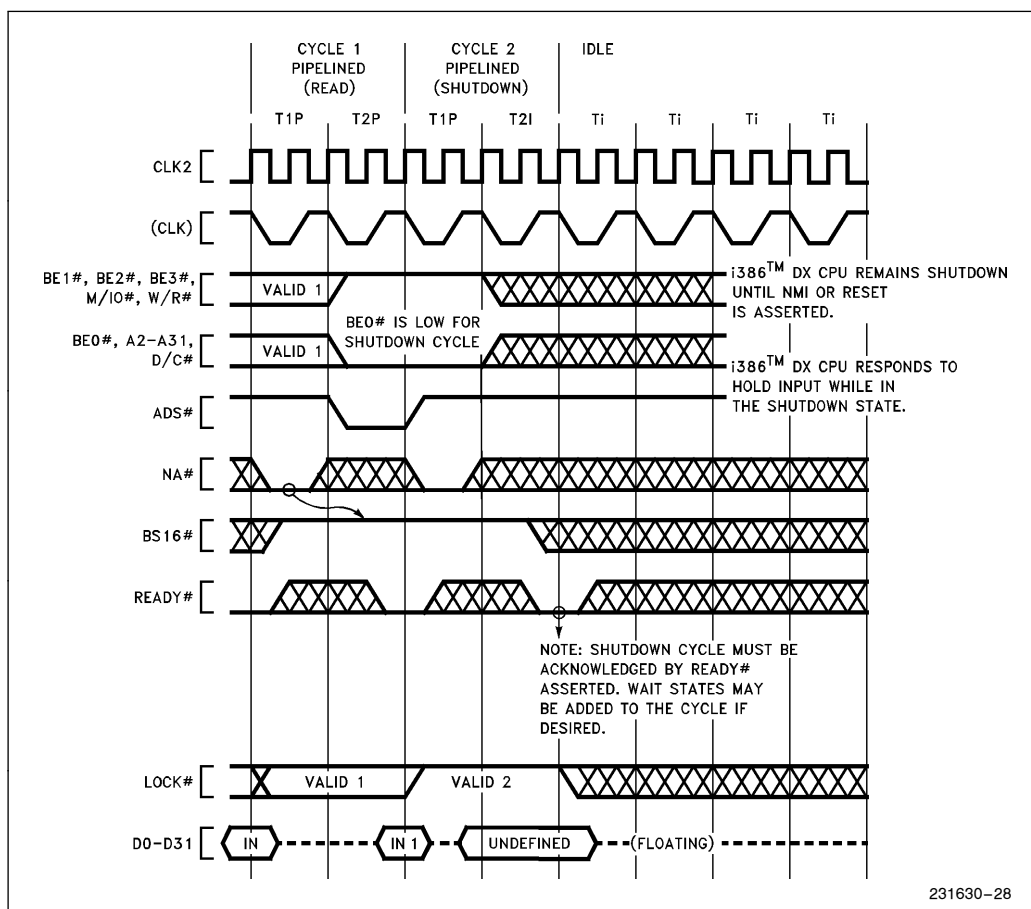 CYCLE 1
PIPELINED
(READ)
CYCLE 2
PIPELINED
(SHUTDOWN)
IDLE
T1P T2P T1P T2I Ti Ti Ti Ti
CLK2
(CLK)
BE1#, BE2#, BE3#,
M/IO#, W/R#
VALID 1
i386™ DX CPU REMAINS SHUTDOWN
UNTIL NMI OR RESET
IS ASSERTED.
BE0#, A2-A31,
D/C#
VALID 1
BE0# IS LOW FOR
SHUTDOWN CYCLE
i386™ DX CPU RESPONDS TO
HOLD INPUT WHILE IN
THE SHUTDOWN STATE.
ADS#
NA#
BS16#
READY#
NOTE: SHUTDOWN CYCLE MUST BE
ACKNOWLEDGED BY READY#
ASSERTED. WAIT STATES MAY
BE ADDED TO THE CYCLE IF
DESIRED.
LOCK# VALID 1 VALID 2
D0-D31 IN IN 1 UNDEFINED (FLOATING)
231630-28